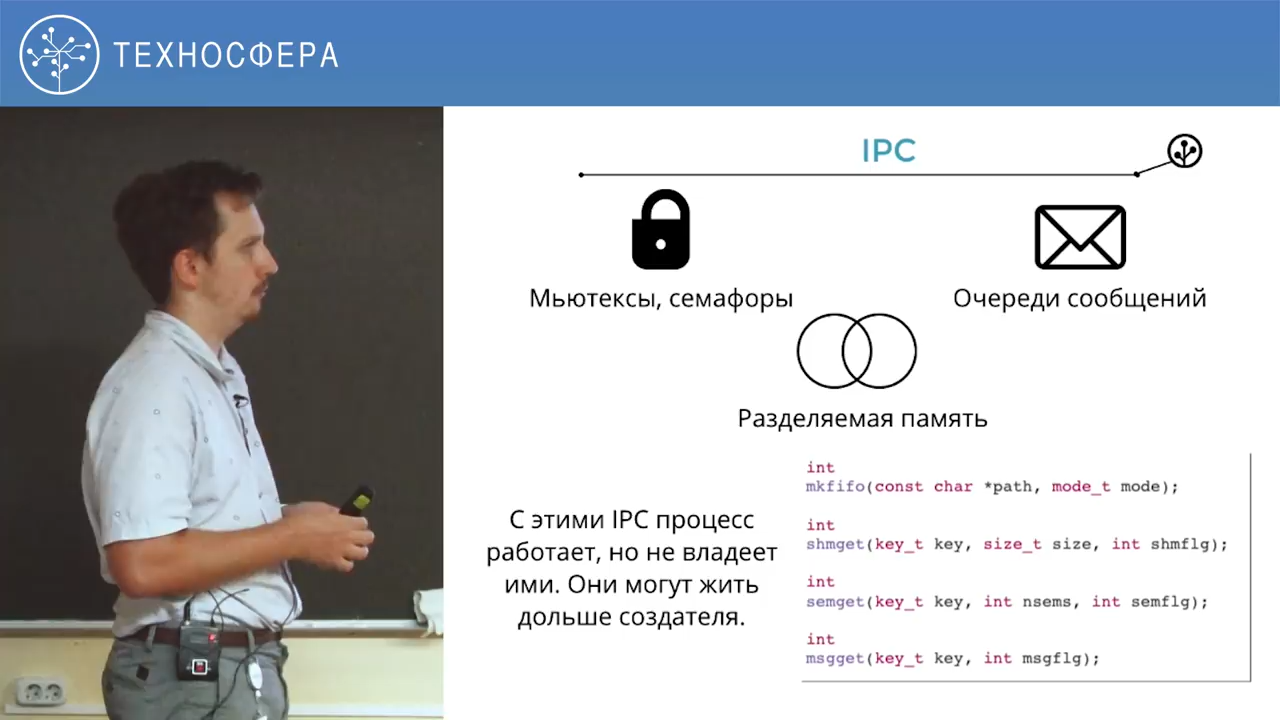 ТЕХНОСФЕРА
IPC
Мьютексы, семафоры
Очереди сообщений
Разделяемая память
С этими IPC процесс
работает, но не владеет
ими. Они могут жить
дольше создателя.
int
mkfifo(const char *path, mode_t mode);
int
shmget(key_t key, size_t size, int shmflg);
int
semget(key_t key, int nsems, int semflg);
int
msgget(key_t key, int msgflg);